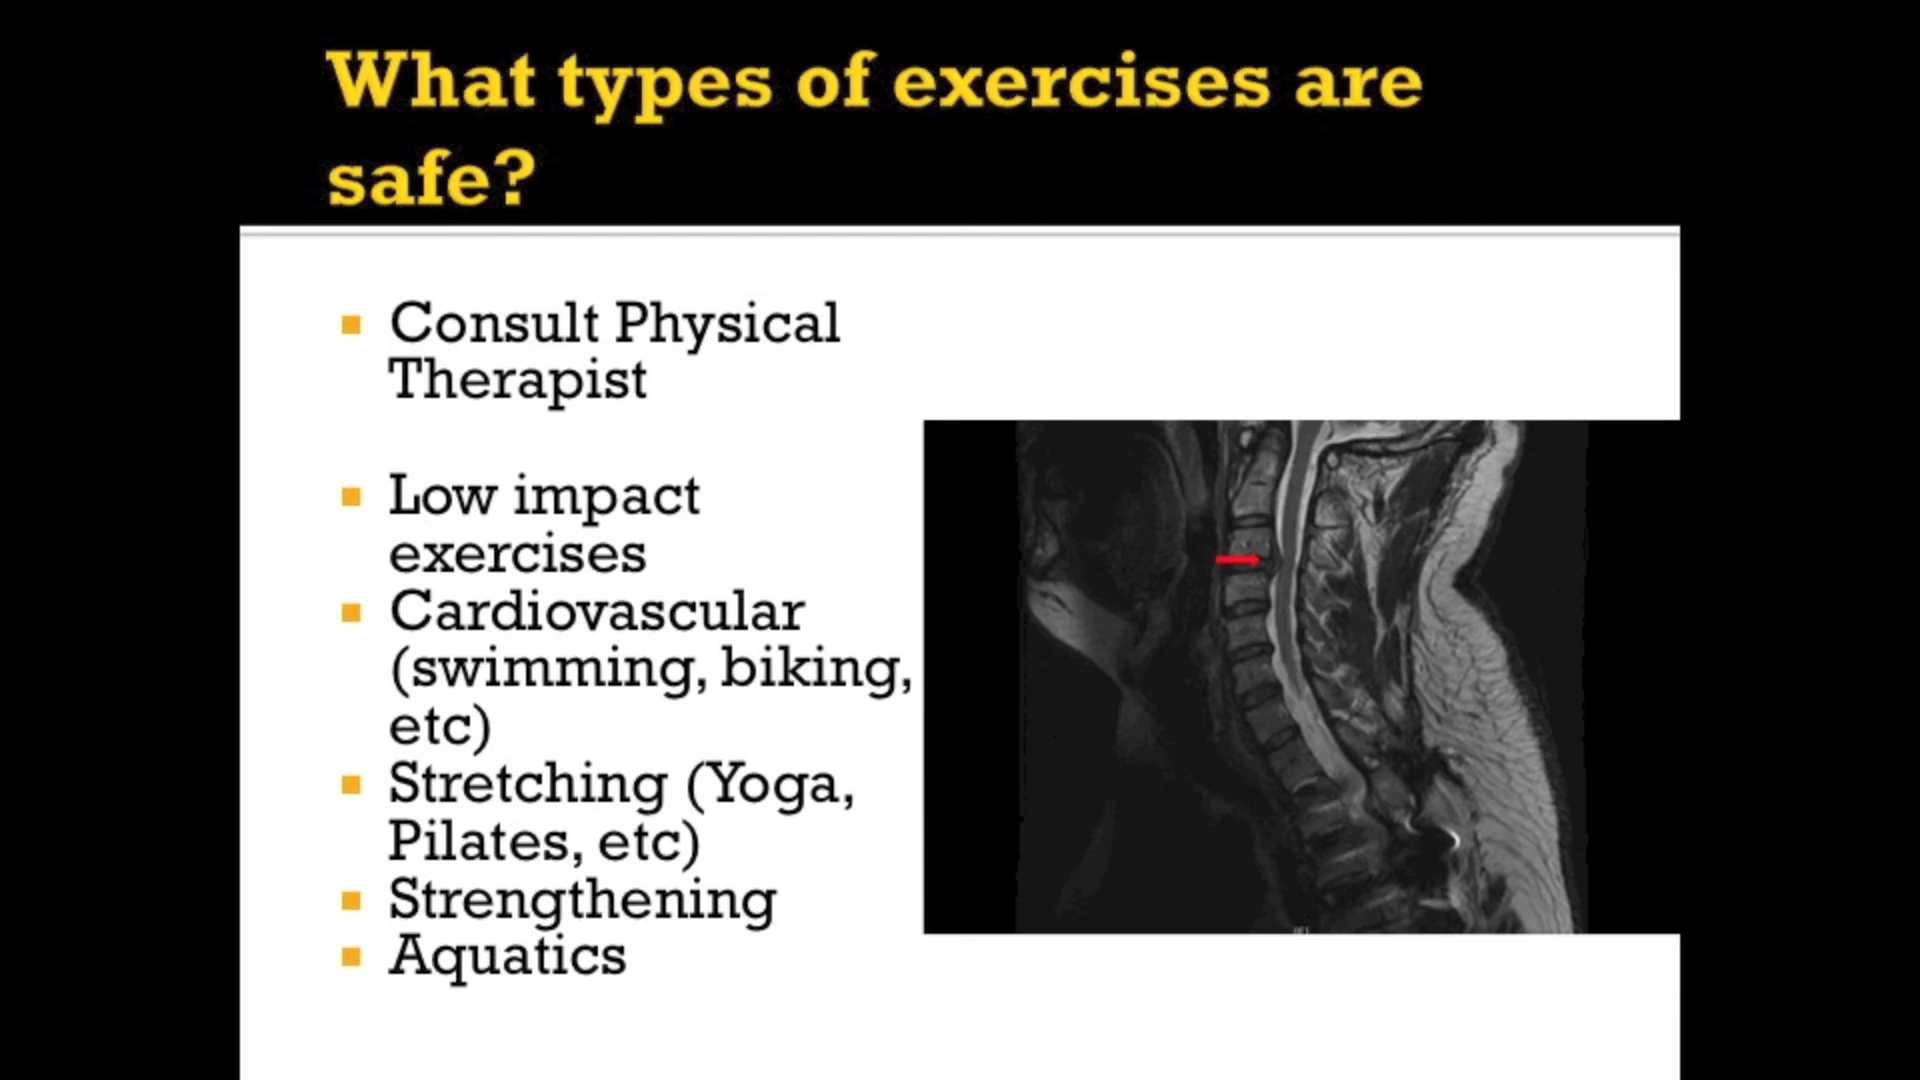 What types of exercises are
safe?
Consult Physical
Therapist
Low impact
exercises
Cardiovascular
(swimming, biking,
etc)
Stretching (Yoga,
Pilates, etc)
Strengthening
Aquatics